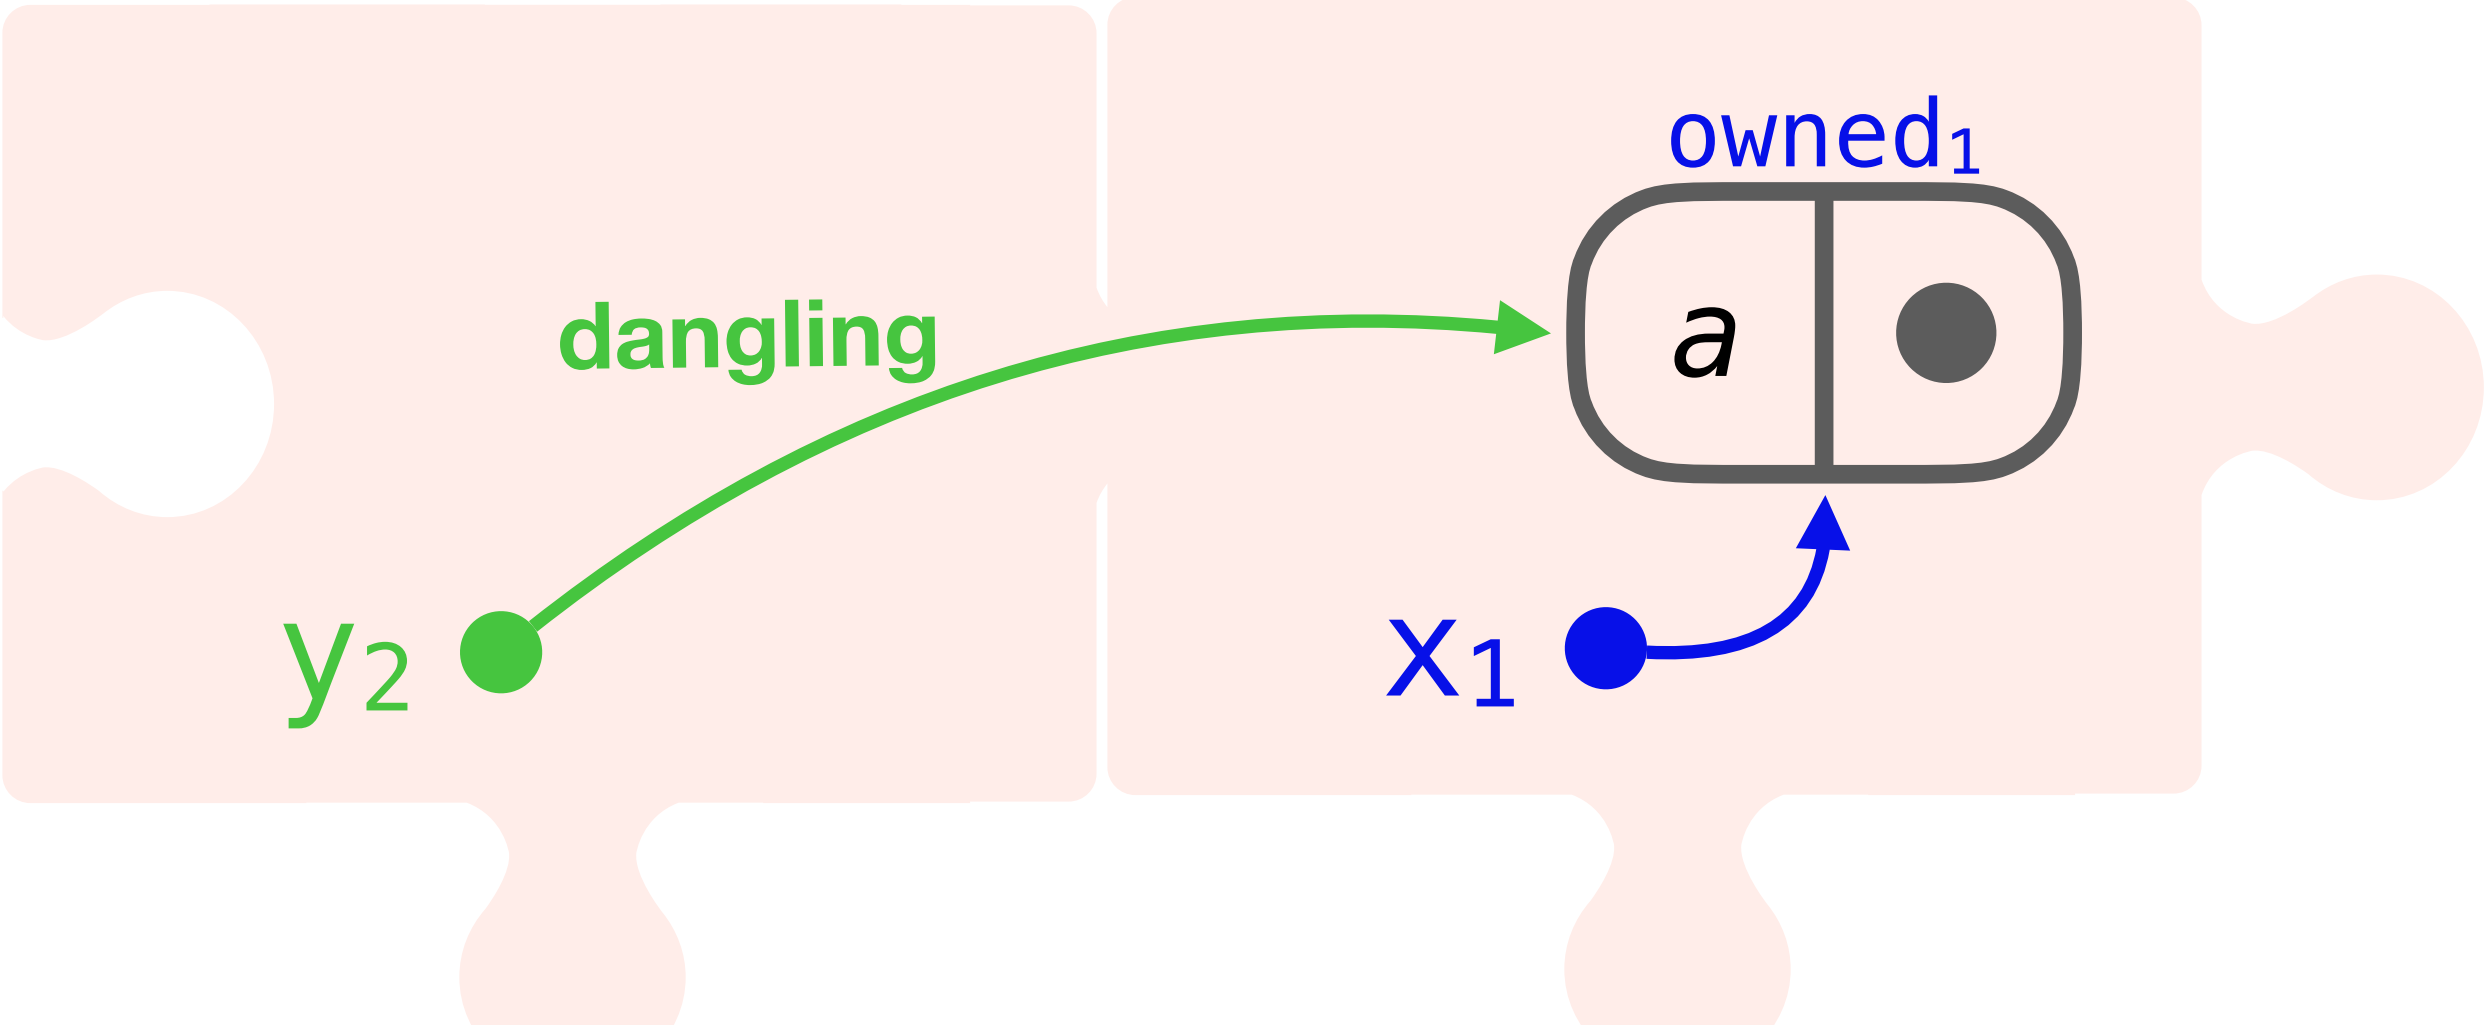 owned₁
dangling
a
y₂
x₁